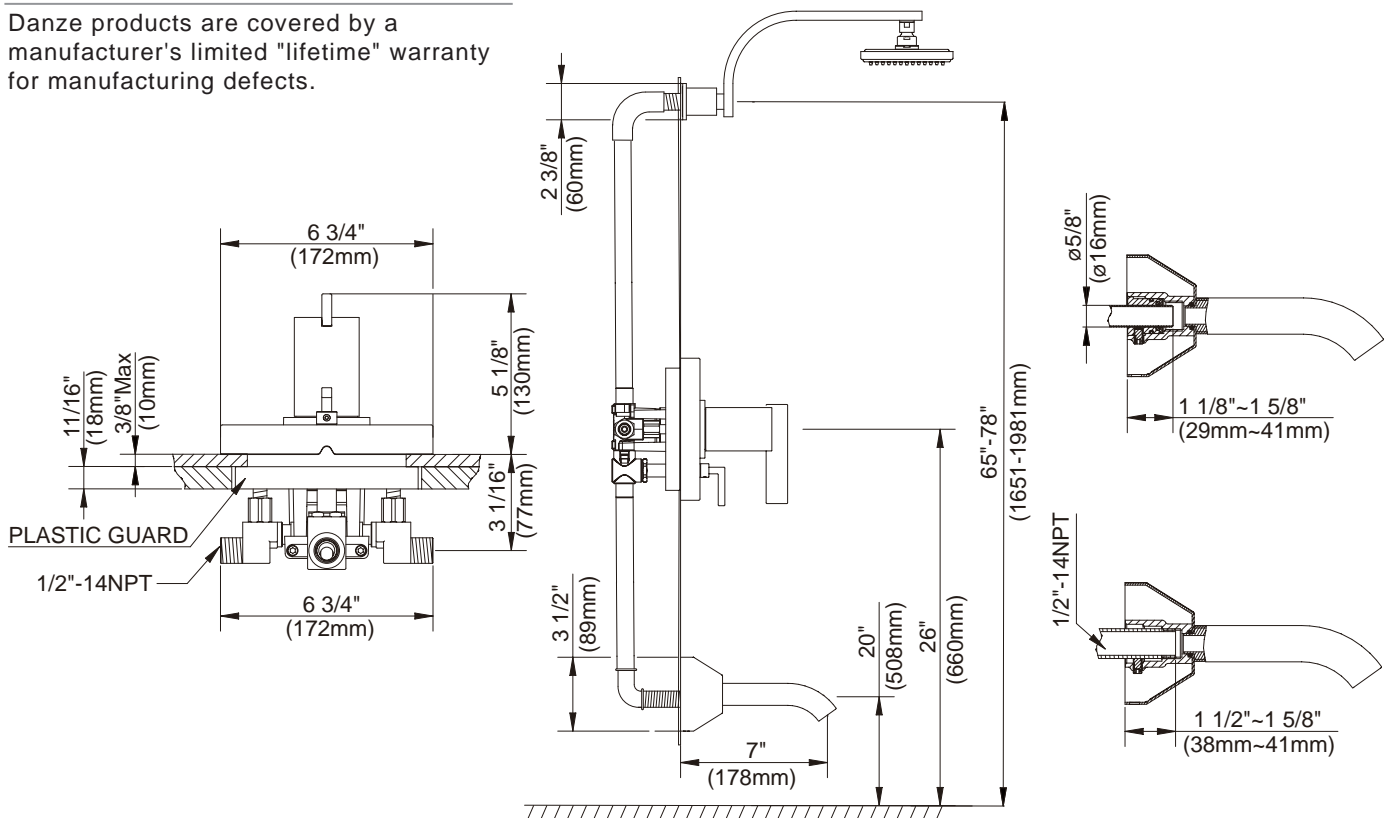 Danze products are covered by a
manufacturer's limited "lifetime" warranty
for manufacturing defects.
6 3/4"
(172mm)
5 1/8"
(130mm)
11/16"
(18mm)
3/8"Max
(10mm)
3 1/16"
(77mm)
PLASTIC GUARD
1/2"-14NPT
6 3/4"
(172mm)
2 3/8"
(60mm)
65"-78"
(1651-1981mm)
3 1/2"
(89mm)
20"
(508mm)
26"
(660mm)
7"
(178mm)
ø5/8"
(ø16mm)
1 1/8"~1 5/8"
(29mm~41mm)
1/2"-14NPT
1 1/2"~1 5/8"
(38mm~41mm)